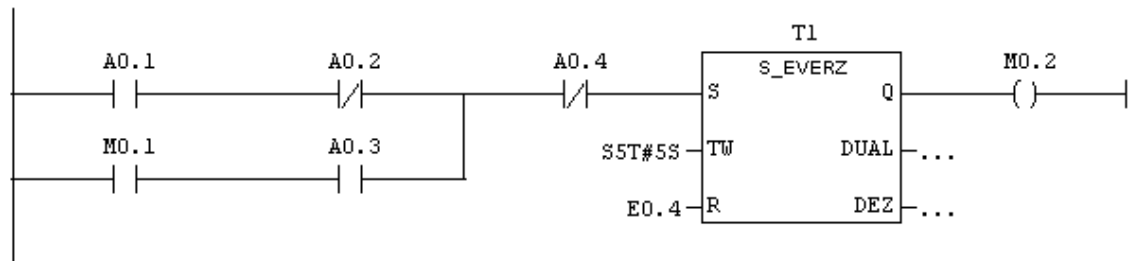 T1
A0.1 A0.2 A0.4 S_EVERZ M0.2
S Q
M0.1 A0.3 S5T#5S TW DUAL ...
E0.4 R DEZ ...